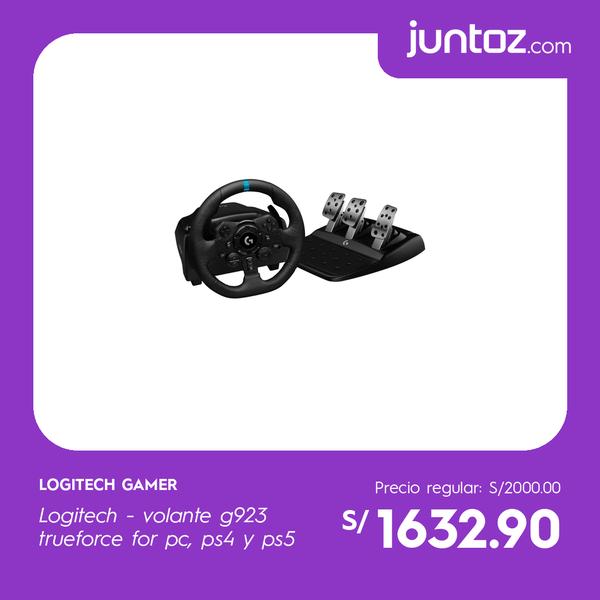 juntoz.com
LOGITECH GAMER
Logitech - volante g923
trueforce for pc, ps4 y ps5
Precio regular: S/2000.00
S/1632.90